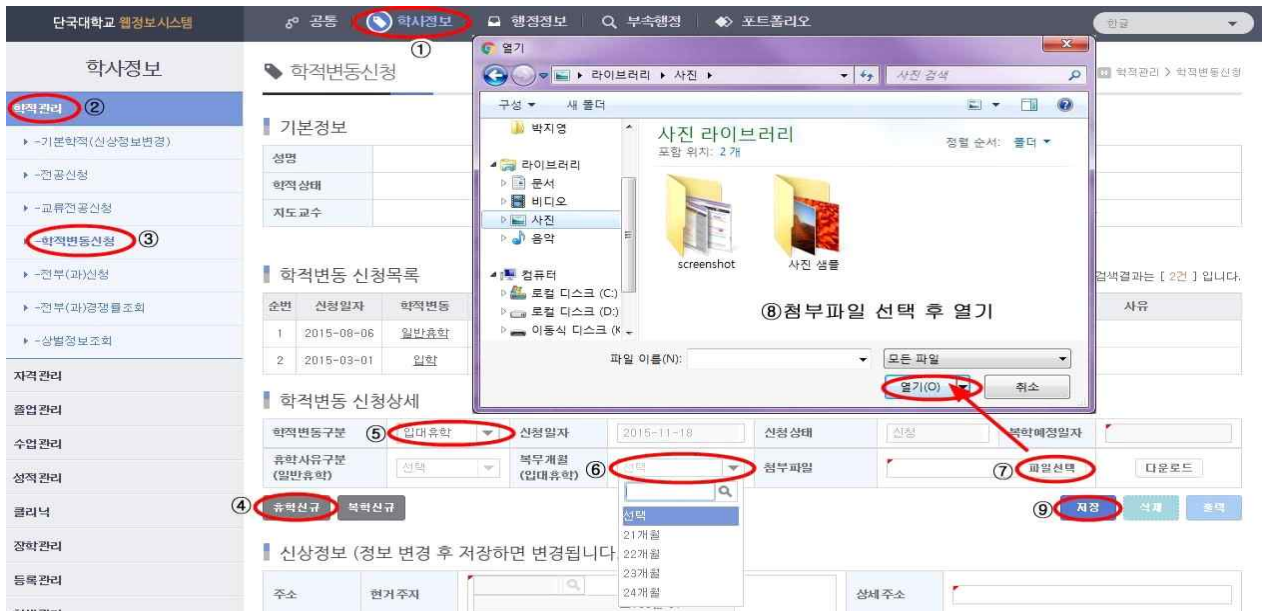 단국대학교 웹정보시스템
공통 학사정보 행정정보 부속행정 포트폴리오
한글
①
학사정보
학적관리 ②
-기본학적(신상정보변경)
-전공신청
-교류전공신청
-학적변동신청 ③
-전부(과)신청
-전부(과)경쟁률조회
-상벌정보조회
자격관리
졸업관리
수업관리
성적관리
클리닉
장학관리
등록관리
학적변동신청
학적관리 > 학적변동신청
기본정보
성명
학적상태
지도교수
학적변동 신청목록
검색결과는 [ 2건 ] 입니다.
순번 신청일자 학적변동 사유
1 2015-08-06 일반휴학
2 2015-03-01 입학
열기
라이브러리 사진 사진 검색
구성 새 폴더
박지영
라이브러리
문서
비디오
사진
음악
컴퓨터
로컬 디스크 (C:)
로컬 디스크 (D:)
이동식 디스크 (K
사진 라이브러리
포함 위치: 2개
정렬 순서: 폴더
screenshot 사진 샘플
⑧첨부파일 선택 후 열기
파일 이름(N): 모든 파일
열기(O) 취소
학적변동 신청상세
학적변동구분 ⑤ 입대휴학 신청일자 2015-11-18 신청상태 신청 복학예정일자
휴학사유구분 (일반휴학) 선택 복무개월 (입대휴학) ⑥ 선택 첨부파일 ⑦ 파일선택 다운로드
④ 휴학신규 복학신규 ⑨ 저장 삭제 출력
선택
21개월
22개월
23개월
24개월
신상정보 (정보 변경 후 저장하면 변경됩니다
주소 현거주지 상세주소